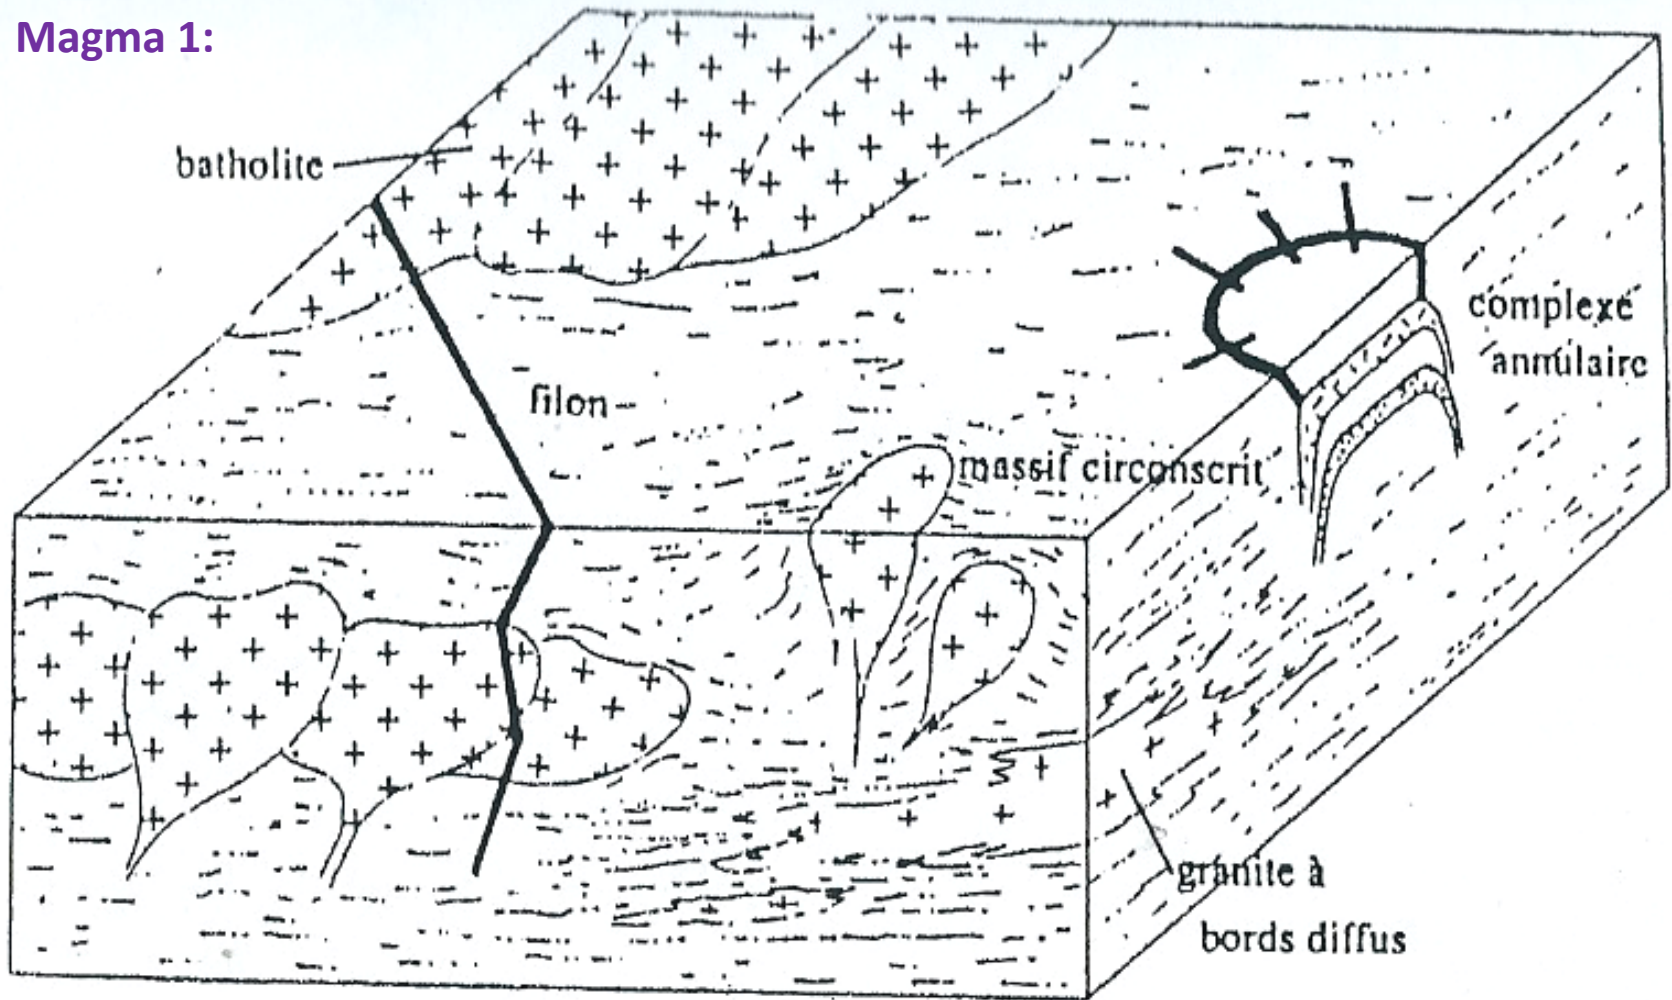 Magma 1:
batholite
complexe
annulaire
filon
massif circonscrit
granite à
bords diffus